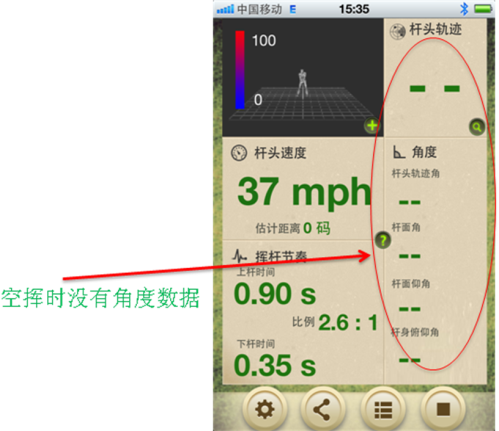 中国移动 E 15:35
100
0
杆头轨迹
-- --
杆头速度
37 mph
估计距离 0 码
角度
杆头轨迹角
--
杆面角
--
杆面仰角
--
杆身俯仰角
--
?
挥杆节奏
上杆时间
0.90 s
比例 2.6 : 1
下杆时间
0.35 s
空挥时没有角度数据